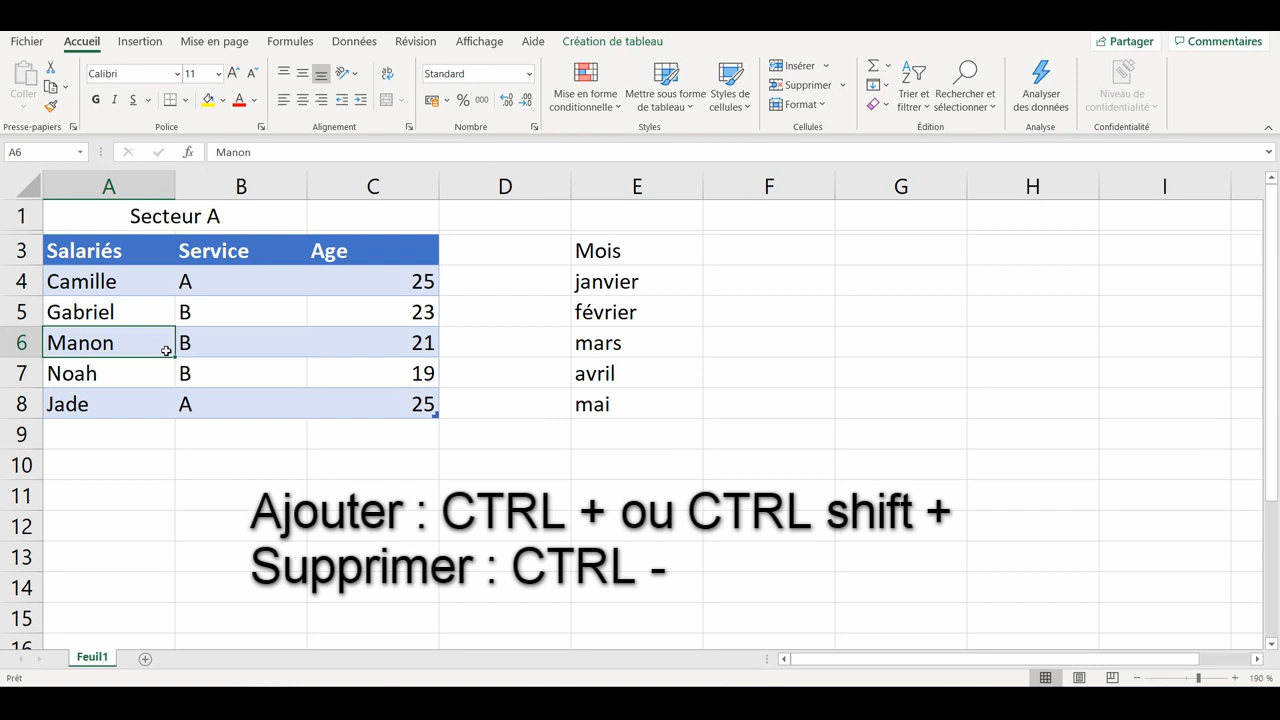 Fichier Accueil Insertion Mise en page Formules Données Révision Affichage Aide Création de tableau Partager Commentaires
Coller Calibri 11 Standard Mise en forme conditionnelle Mettre sous forme de tableau Styles de cellules Insérer Supprimer Format Trier et filtrer Rechercher et sélectionner Analyser des données Niveau de confidentialité
G I S % 000
Presse-papiers Police Alignement Nombre Styles Cellules Édition Analyse Confidentialité
A6 fx Manon
A B C D E F G H I
1 Secteur A
3 Salariés Service Age Mois
4 Camille A 25 janvier
5 Gabriel B 23 février
6 Manon B 21 mars
7 Noah B 19 avril
8 Jade A 25 mai
9
10
11
Ajouter : CTRL + ou CTRL shift +
12
13
Supprimer : CTRL -
14
15
16
Feuil1
Prêt 190 %